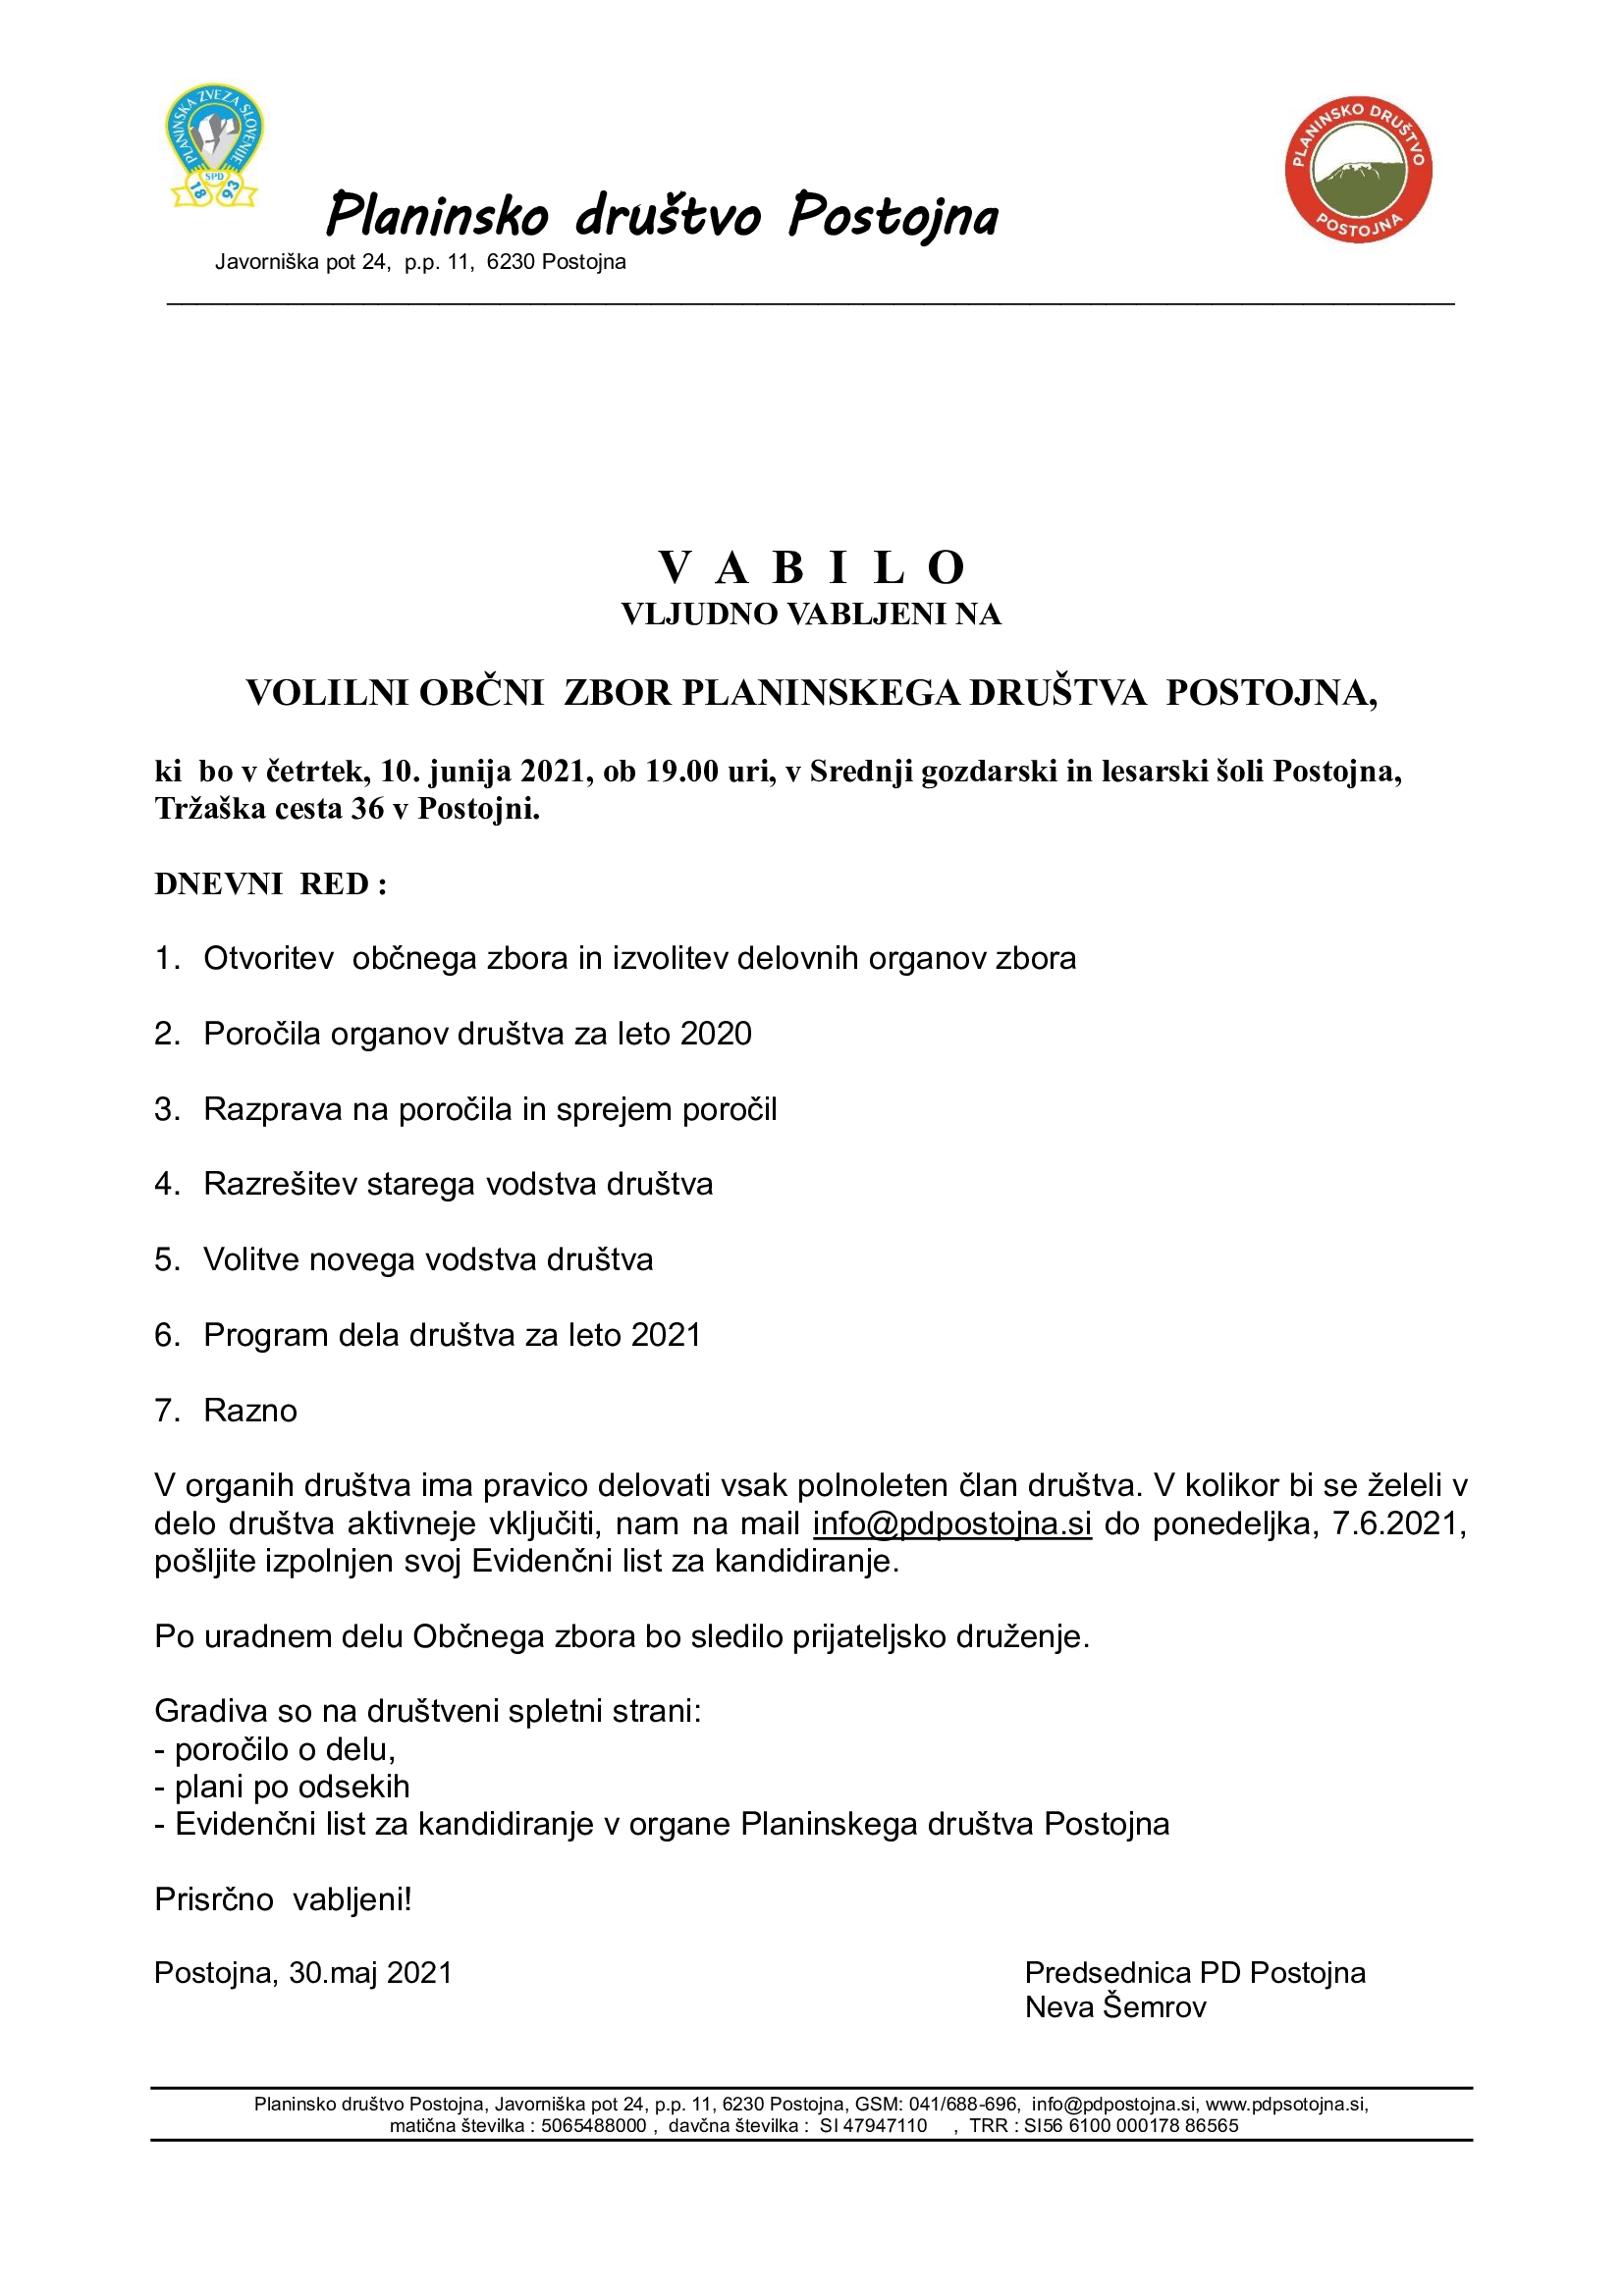 PLANINSKA ZVEZA SLOVENIJE
SPD
18 93
PLANINSKO DRUŠTVO
POSTOJNA
Planinsko društvo Postojna
Javorniška pot 24, p.p. 11, 6230 Postojna
V A B I L O
VLJUDNO VABLJENI NA
VOLILNI OBČNI ZBOR PLANINSKEGA DRUŠTVA POSTOJNA,
ki bo v četrtek, 10. junija 2021, ob 19.00 uri, v Srednji gozdarski in lesarski šoli Postojna,
Tržaška cesta 36 v Postojni.
DNEVNI RED :
1. Otvoritev občnega zbora in izvolitev delovnih organov zbora
2. Poročila organov društva za leto 2020
3. Razprava na poročila in sprejem poročil
4. Razrešitev starega vodstva društva
5. Volitve novega vodstva društva
6. Program dela društva za leto 2021
7. Razno
V organih društva ima pravico delovati vsak polnoleten član društva. V kolikor bi se želeli v
delo društva aktivneje vključiti, nam na mail info@pdpostojna.si do ponedeljka, 7.6.2021,
pošljite izpolnjen svoj Evidenčni list za kandidiranje.
Po uradnem delu Občnega zbora bo sledilo prijateljsko druženje.
Gradiva so na društveni spletni strani:
- poročilo o delu,
- plani po odsekih
- Evidenčni list za kandidiranje v organe Planinskega društva Postojna
Prisrčno vabljeni!
Postojna, 30.maj 2021 Predsednica PD Postojna
Neva Šemrov
Planinsko društvo Postojna, Javorniška pot 24, p.p. 11, 6230 Postojna, GSM: 041/688-696, info@pdpostojna.si, www.pdpsotojna.si,
matična številka : 5065488000 , davčna številka : SI 47947110 , TRR : SI56 6100 000178 86565